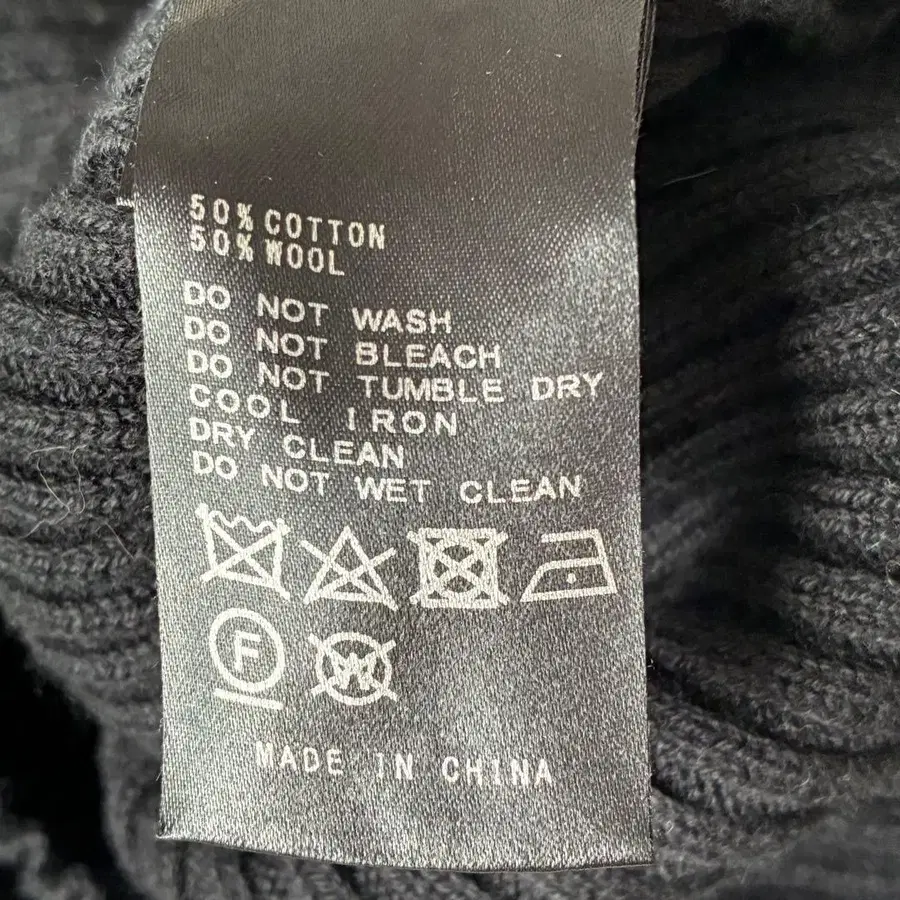 50% COTTON
50% WOOL
DO NOT WASH
DO NOT BLEACH
DO NOT TUMBLE DRY
COOL IRON
DRY CLEAN
DO NOT WET CLEAN
F W
MADE IN CHINA